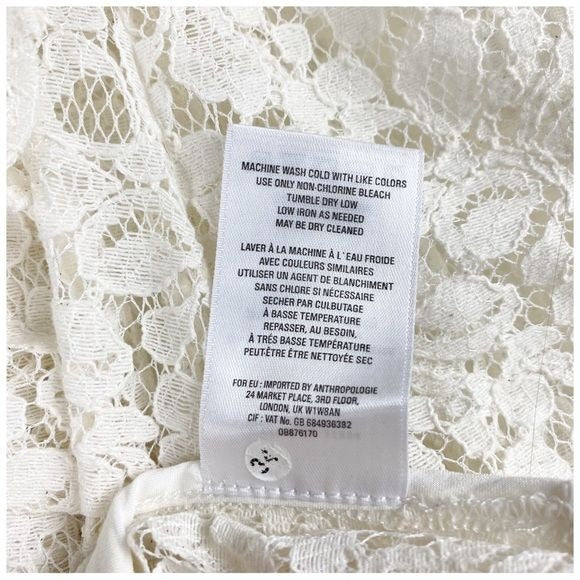 MACHINE WASH COLD WITH LIKE COLORS
USE ONLY NON-CHLORINE BLEACH
TUMBLE DRY LOW
LOW IRON AS NEEDED
MAY BE DRY CLEANED
LAVER À LA MACHINE À L`EAU FROIDE
AVEC COULEURS SIMILAIRES
UTILISER UN AGENT DE BLANCHIMENT
SANS CHLORE SI NÉCESSAIRE
SECHER PAR CULBUTAGE
À BASSE TEMPERATURE
REPASSER, AU BESOIN,
À TRÉS BASSE TEMPÉRATURE
PEUT-ÊTRE ÊTRE NETTOYÉE SEC
FOR EU : IMPORTED BY ANTHROPOLOGIE
24 MARKET PLACE, 3RD FLOOR,
LONDON, UK W1W8AN
CIF : VAT No. GB 684936382
OB876170